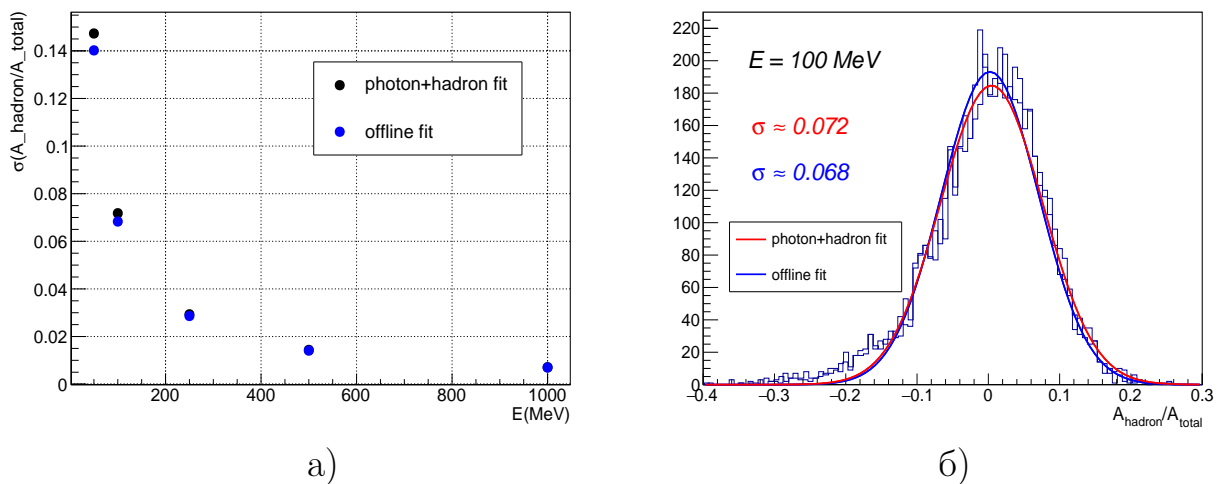 σ(A_hadron/A_total)
0.14
0.12
0.1
0.08
0.06
0.04
0.02
0
photon+hadron fit
offline fit
200 400 600 800 1000
E(MeV)
а)
220
200
180
160
140
120
100
80
60
40
20
0
E = 100 MeV
σ ≈ 0.072
σ ≈ 0.068
photon+hadron fit
offline fit
−0.4 −0.3 −0.2 −0.1 0 0.1 0.2 0.3
A_hadron/A_total
б)